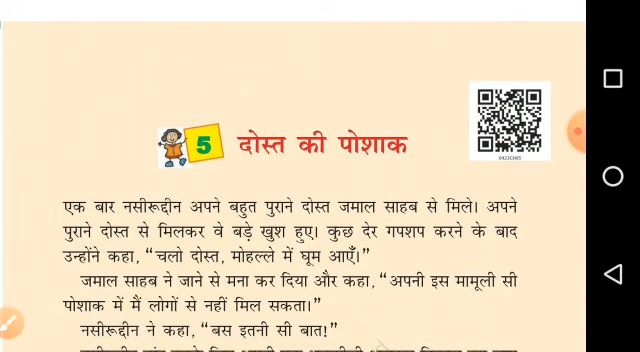 5 दोस्त की पोशाक
0423CH05
एक बार नसीरूद्दीन अपने बहुत पुराने दोस्त जमाल साहब से मिले। अपने
पुराने दोस्त से मिलकर वे बड़े खुश हुए। कुछ देर गपशप करने के बाद
उन्होंने कहा, “चलो दोस्त, मोहल्ले में घूम आएँ।”
जमाल साहब ने जाने से मना कर दिया और कहा, “अपनी इस मामूली सी
पोशाक में मैं लोगों से नहीं मिल सकता।”
नसीरूद्दीन ने कहा, “बस इतनी सी बात!”